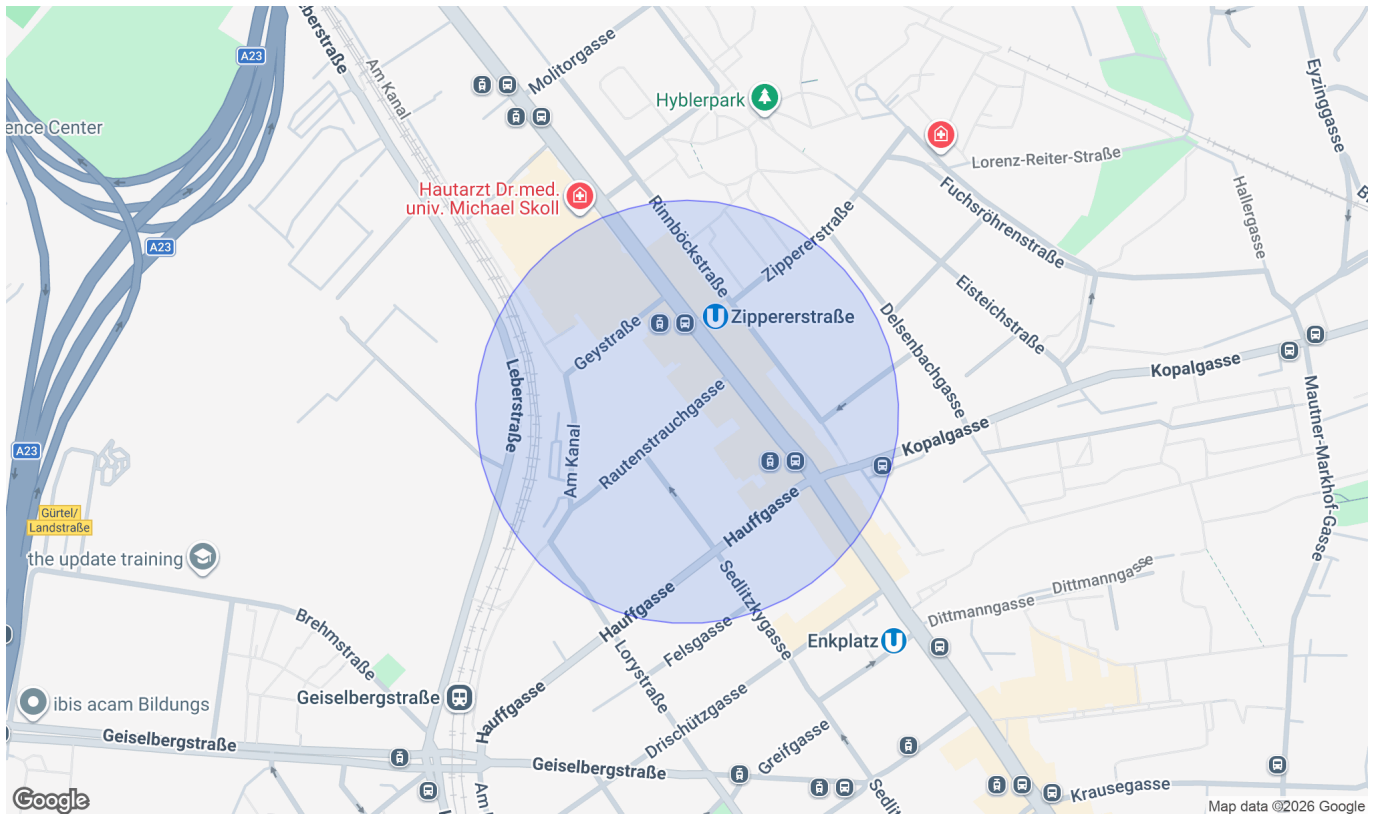 Leberstraße
A23
Am Kanal
Molitorgasse
Hyblerpark
ence Center
Eyzinggasse
Lorenz-Reiter-Straße
Hautarzt Dr.med.
univ. Michael Skoll
Fuchsröhrenstraße
Hallergasse
Rinnböckstraße
Zippererstraße
A23
Eisteichstraße
Zippererstraße
Geystraße
Delsenbachgasse
Leberstraße
Kopalgasse
Mautner-Markhof-Gasse
Rautenstrauchgasse
Kopalgasse
A23
Am Kanal
Hauffgasse
Gürtel/
Landstraße
the update training
Sedlitzkygasse
Dittmanngasse
Dittmanngasse
Hauffgasse
Brehmstraße
Felsgasse
Enkplatz
Lorystraße
Geiselbergstraße
ibis acam Bildungs
Hauffgasse
Drischützgasse
Geiselbergstraße
Greifgasse
Geiselbergstraße
Krausegasse
Am
Sedlit
Google
Map data ©2026 Google